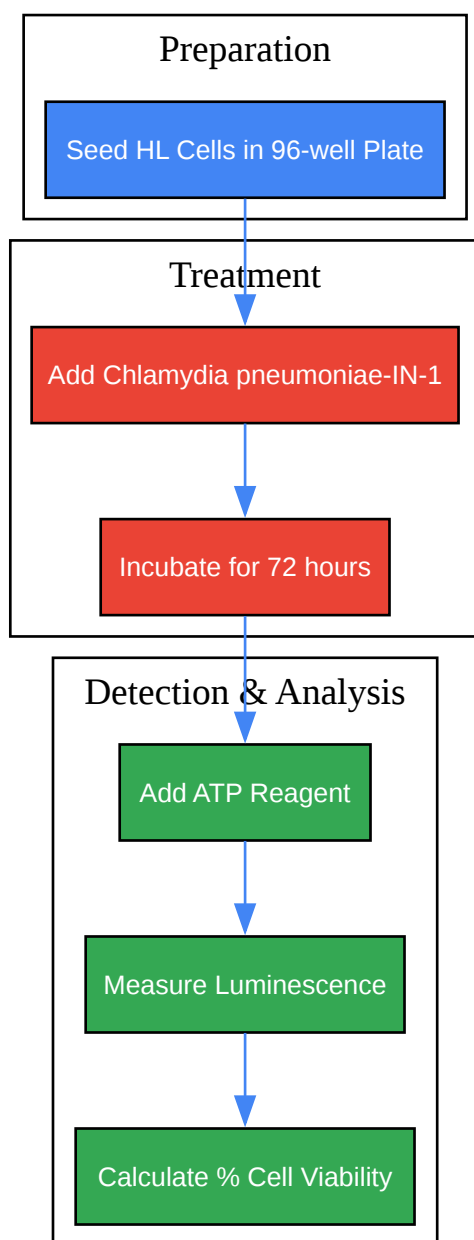 Preparation
Seed HL Cells in 96-well Plate
Treatment
Add Chlamydia pneumoniae-IN-1
Incubate for 72 hours
Detection & Analysis
Add ATP Reagent
Measure Luminescence
Calculate % Cell Viability